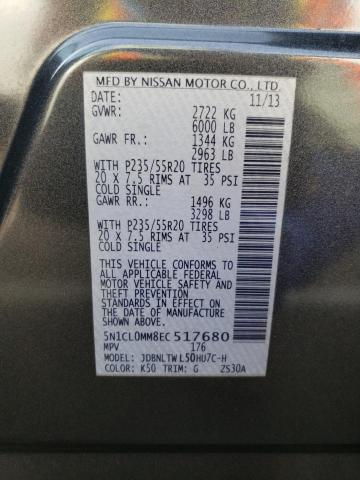 MFD BY NISSAN MOTOR CO., LTD.
DATE: 11/13
GVWR: 2722 KG
6000 LB
GAWR FR.: 1344 KG
2963 LB
WITH P235/55R20 TIRES
20 X 7.5 RIMS AT 35 PSI
COLD SINGLE
GAWR RR.: 1496 KG
3298 LB
WITH P235/55R20 TIRES
20 X 7.5 RIMS AT 35 PSI
COLD SINGLE
THIS VEHICLE CONFORMS TO
ALL APPLICABLE FEDERAL
MOTOR VEHICLE SAFETY
AND THEFT PREVENTION
STANDARDS IN EFFECT ON
THE DATE OF MANUFACTURE
SHOWN ABOVE.
5N1CL0MM8EC517680
MPV 176
MODEL: JDBNLTWL50HU7C-H
COLOR: K50 TRIM: G ZS30A